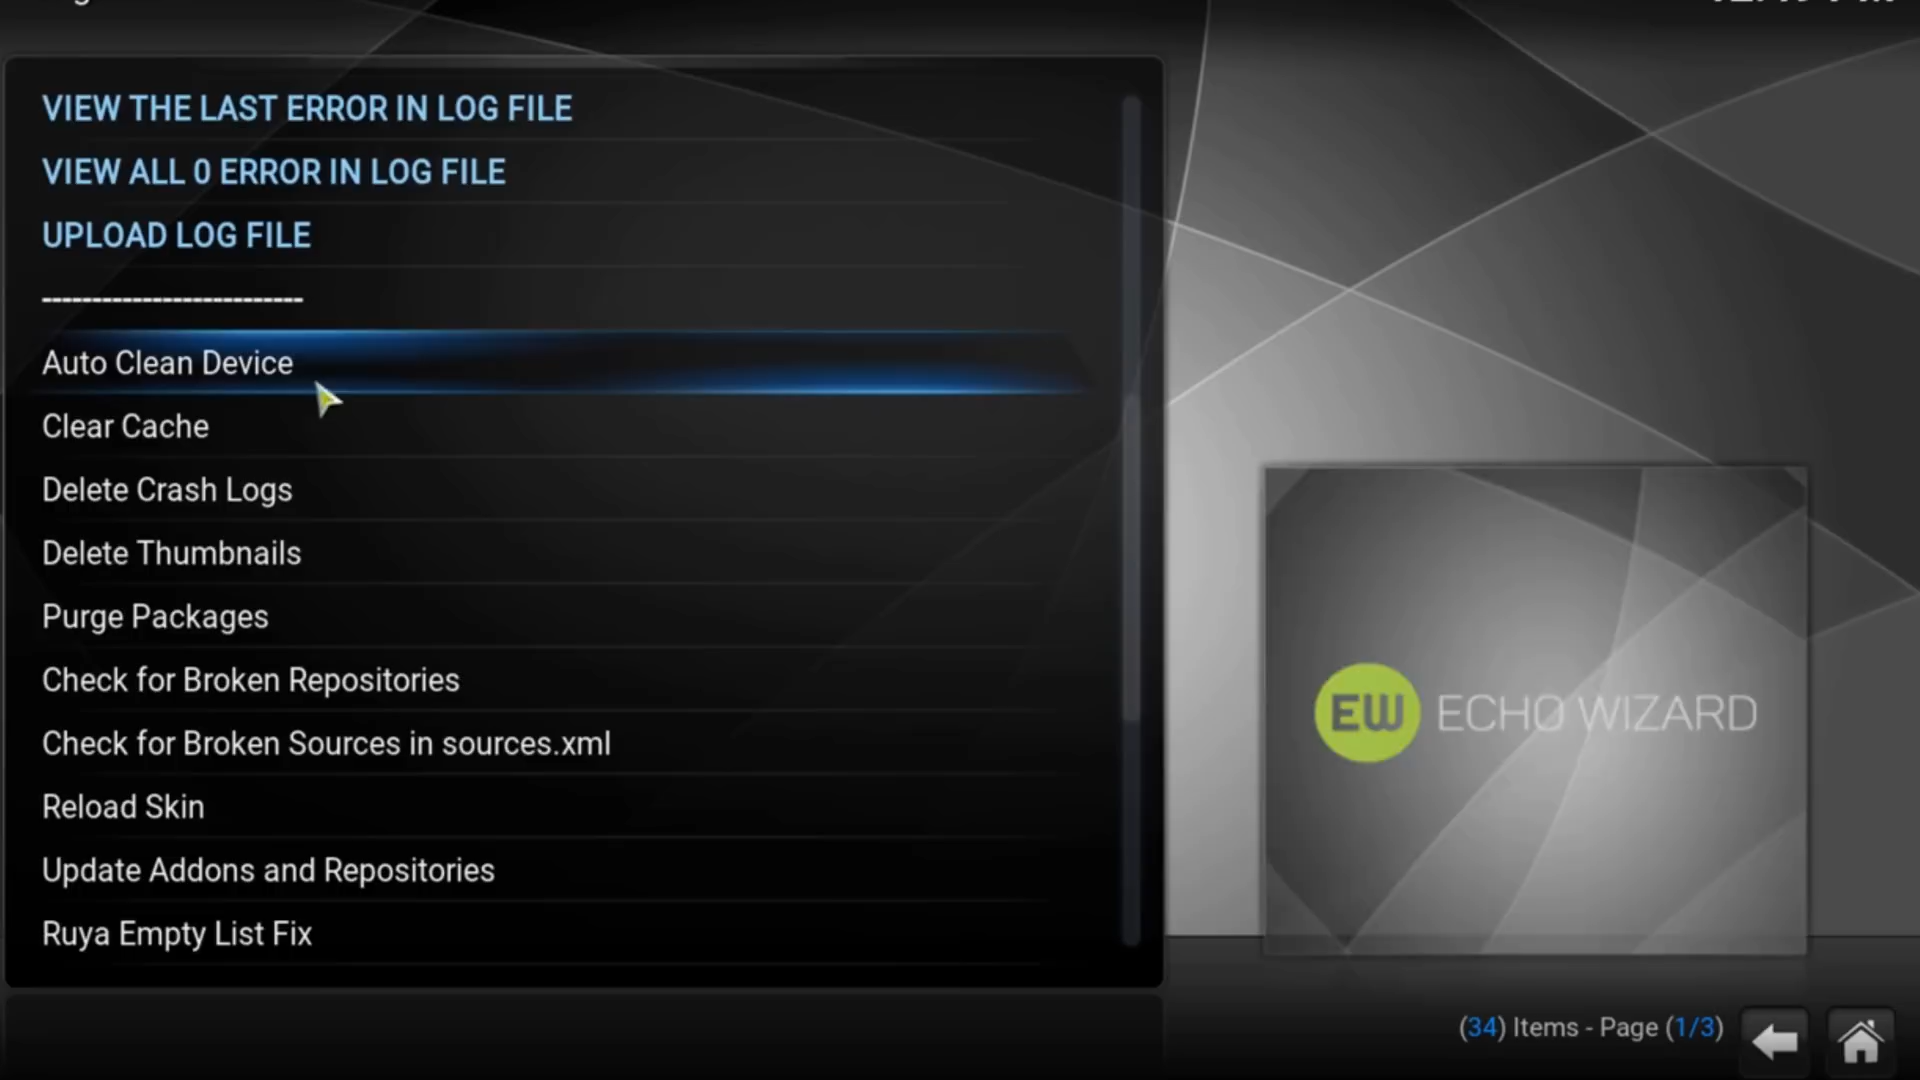 VIEW THE LAST ERROR IN LOG FILE
VIEW ALL 0 ERROR IN LOG FILE
UPLOAD LOG FILE
--------------------------
Auto Clean Device
Clear Cache
Delete Crash Logs
Delete Thumbnails
Purge Packages
Check for Broken Repositories
Check for Broken Sources in sources.xml
Reload Skin
Update Addons and Repositories
Ruya Empty List Fix
EW ECHO WIZARD
(34) Items - Page (1/3)